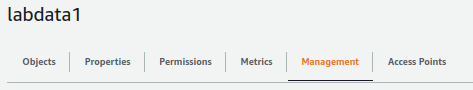 labdata1
Objects Properties Permissions Metrics Management Access Points